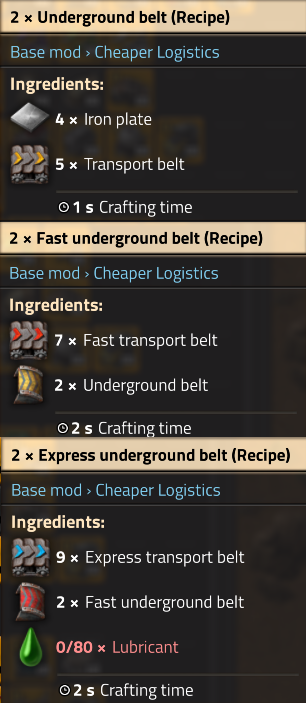 2 × Underground belt (Recipe)
Base mod › Cheaper Logistics
Ingredients:
4 × Iron plate
5 × Transport belt
1 s Crafting time
2 × Fast underground belt (Recipe)
Base mod › Cheaper Logistics
Ingredients:
7 × Fast transport belt
2 × Underground belt
2 s Crafting time
2 × Express underground belt (Recipe)
Base mod › Cheaper Logistics
Ingredients:
9 × Express transport belt
2 × Fast underground belt
0/80 × Lubricant
2 s Crafting time